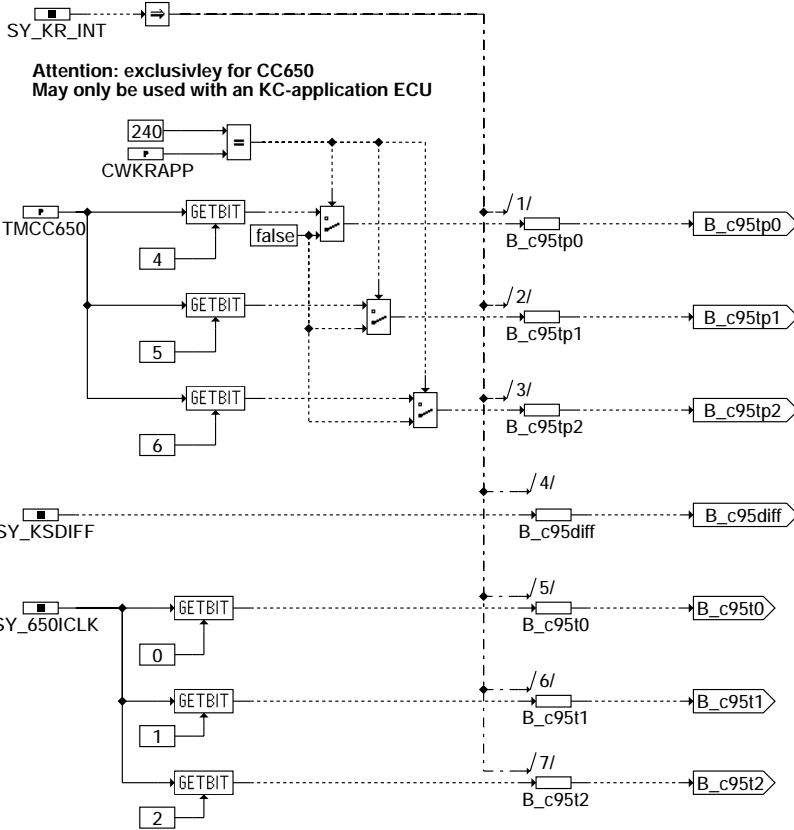 SY_KR_INT
Attention: exclusivley for CC650
May only be used with an KC-application ECU
240
=
P
CWKRAPP
P
TMCC650
GETBIT
4
false
/1/
B_c95tp0
B_c95tp0
GETBIT
5
/2/
B_c95tp1
B_c95tp1
GETBIT
6
/3/
B_c95tp2
B_c95tp2
SY_KSDIFF
/4/
B_c95diff
B_c95diff
SY_650ICLK
GETBIT
0
/5/
B_c95t0
B_c95t0
GETBIT
1
/6/
B_c95t1
B_c95t1
GETBIT
2
/7/
B_c95t2
B_c95t2